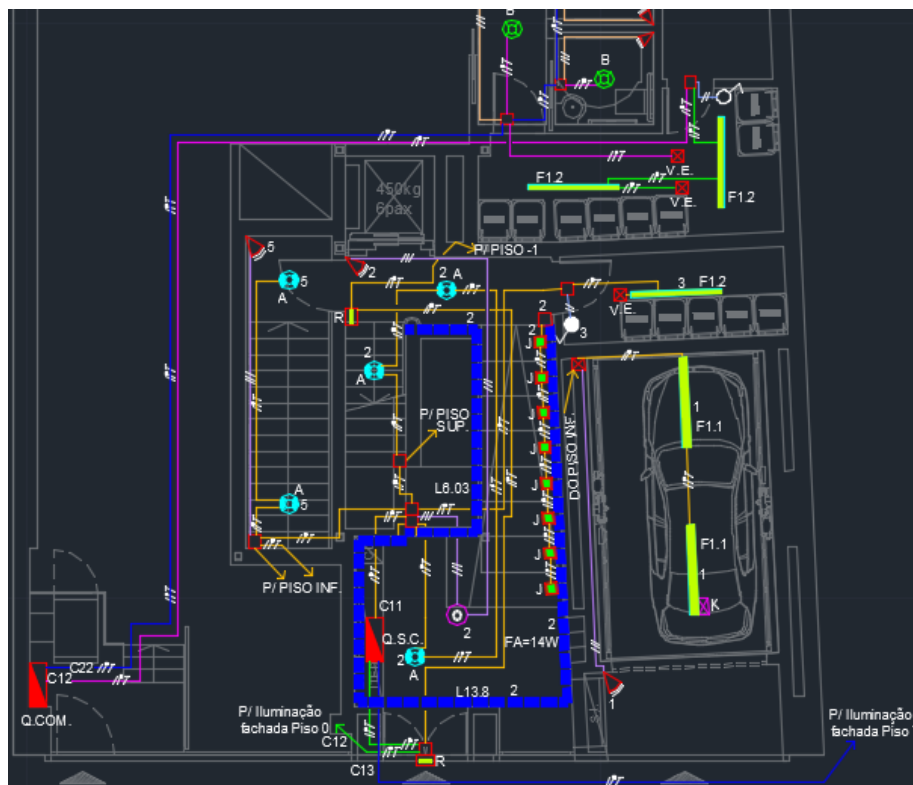 B
B
450kg
6pax
F1.2
V.E.
V.E.
F1.2
P/ PISO -1
5
2
A
2
5
A
R
2
3
F1.2
V.E.
2
2
3
2
A
J
J
J
J
J
J
J
J
P/ PISO
SUP.
DO PISO INF.
1
F1.1
L6.03
A
5
F1.1
1
K
P/ PISO INF.
C11
2
2
FA=14W
Q.S.C.
2
A
L13.8
2
1
S.I.
C22
C12
Q.COM.
P/ Iluminação
fachada Piso 0
C12
C13
R
P/ Iluminação
fachada Piso